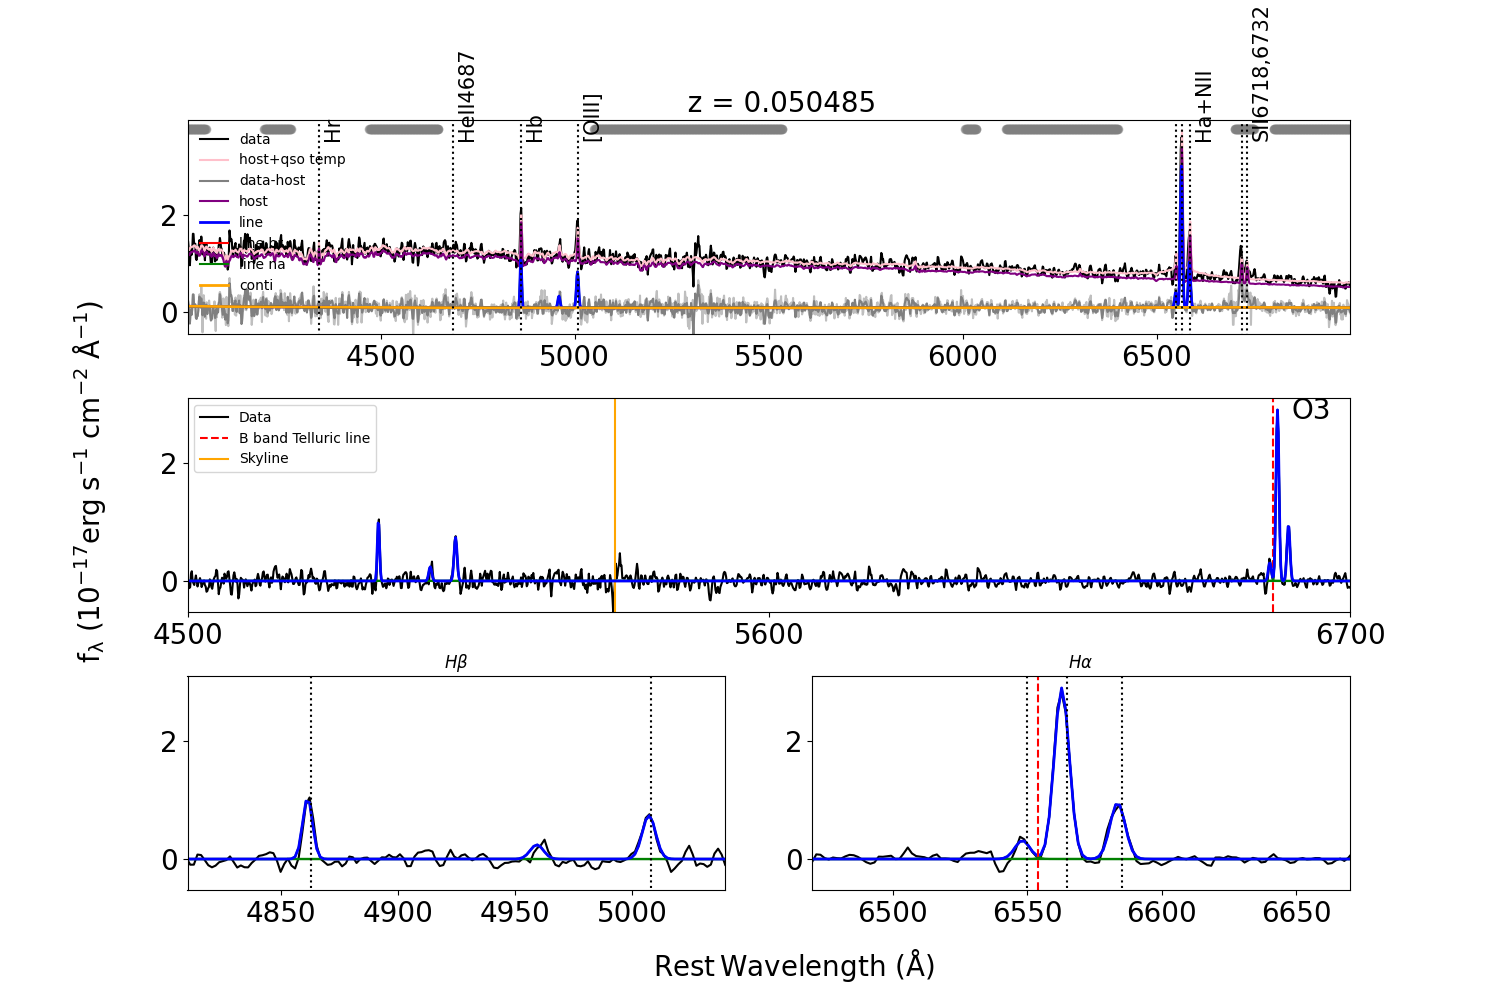 z = 0.050485
Hr
HeII4687
Hb
[OIII]
Ha+NII
SII6718,6732
data
host+qso temp
data-host
host
line
line br
line na
conti
2
0
4500 5000 5500 6000 6500
Data
B band Telluric line
Skyline
O3
2
0
4500 5600 6700
fλ (10⁻¹⁷erg s⁻¹ cm⁻² Å⁻¹)
Hβ
2
0
4850 4900 4950 5000
Hα
2
0
6500 6550 6600 6650
Rest Wavelength (Å)